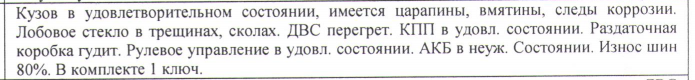 Кузов в удовлетворительном состоянии, имеется царапины, вмятины, следы коррозии.
Лобовое стекло в трещинах, сколах. ДВС перегрет. КПП в удовл. состоянии. Раздаточная
коробка гудит. Рулевое управление в удовл. состоянии. АКБ в неуж. Состоянии. Износ шин
80%. В комплекте 1 ключ.